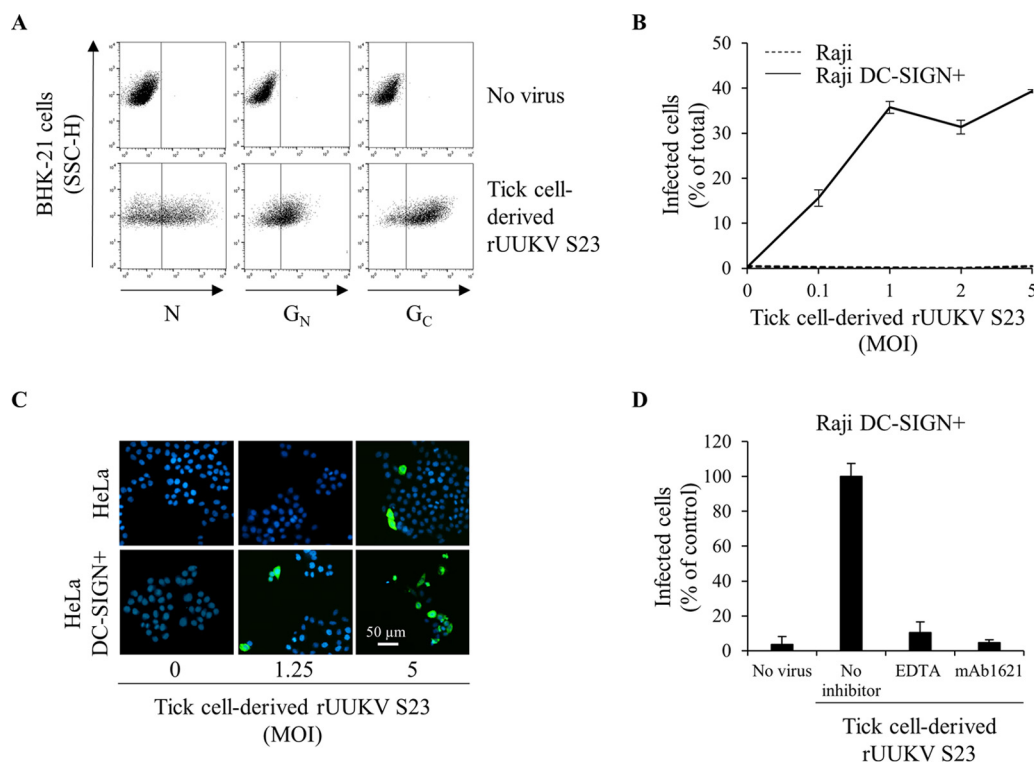 A
BHK-21 cells
(SSC-H)
No virus
Tick cell-
derived
rUUKV S23
N
G_N
G_C
B
Infected cells
(% of total)
50
40
30
20
10
0
Raji
Raji DC-SIGN+
0
0.1
1
2
5
Tick cell-derived rUUKV S23
(MOI)
C
HeLa
HeLa
DC-SIGN+
50 µm
0
1.25
5
Tick cell-derived rUUKV S23
(MOI)
D
Raji DC-SIGN+
Infected cells
(% of control)
120
100
80
60
40
20
0
No virus
No
inhibitor
EDTA
mAb1621
Tick cell-derived
rUUKV S23